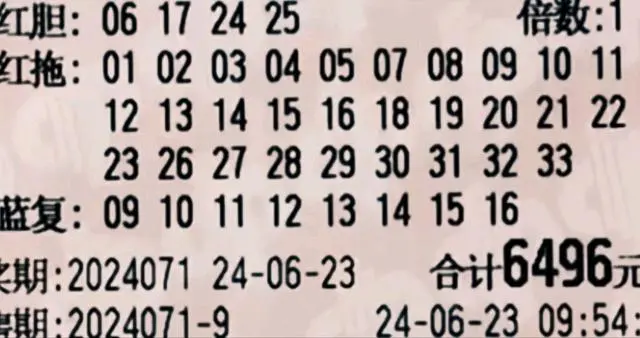 红胆: 06 17 24 25 倍数:1
红拖: 01 02 03 04 05 07 08 09 10 11
12 13 14 15 16 18 19 20 21 22
23 26 27 28 29 30 31 32 33
蓝复: 09 10 11 12 13 14 15 16
奖期:2024071 24-06-23 合计6496元
售期:2024071-9 24-06-23 09:54: